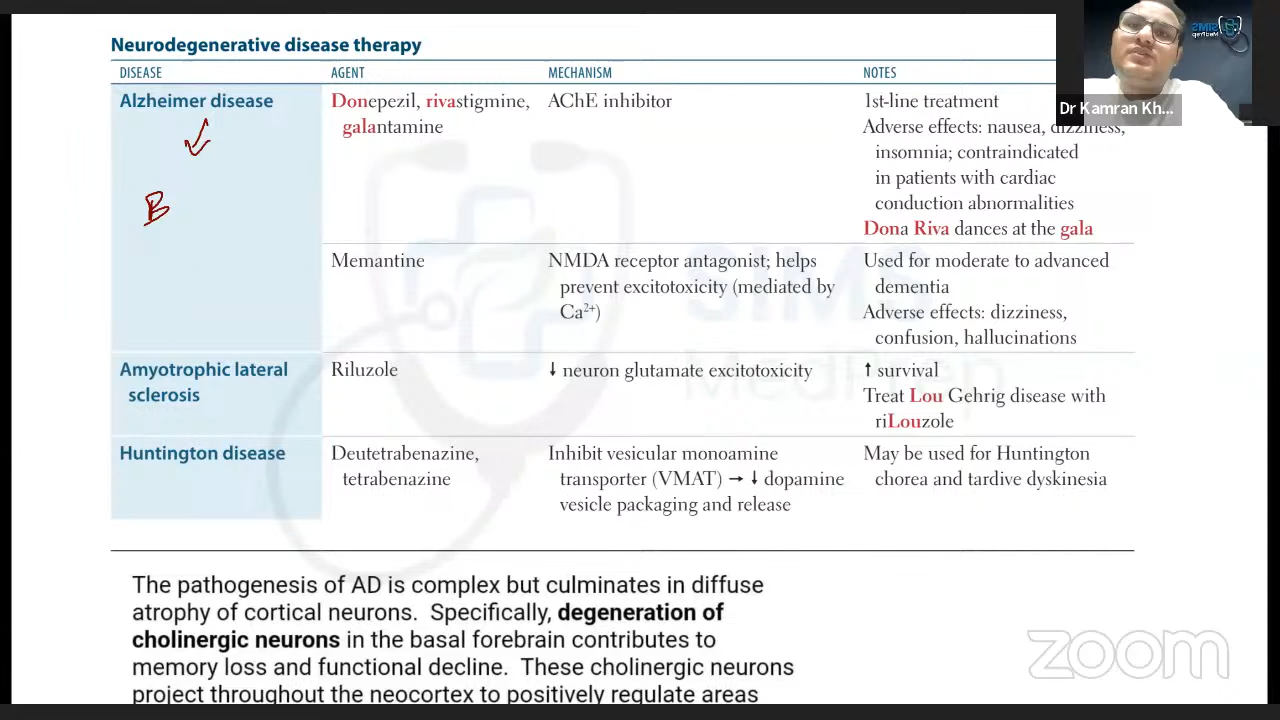 Neurodegenerative disease therapy
DISEASE AGENT MECHANISM NOTES
Alzheimer disease
Donepezil, rivastigmine,
galantamine
AChE inhibitor
1st-line treatment
Adverse effects: nausea, dizziness,
insomnia; contraindicated
in patients with cardiac
conduction abnormalities
Dona Riva dances at the gala
B
Memantine
NMDA receptor antagonist; helps
prevent excitotoxicity (mediated by
Ca2+)
Used for moderate to advanced
dementia
Adverse effects: dizziness,
confusion, hallucinations
Amyotrophic lateral
sclerosis
Riluzole
↓ neuron glutamate excitotoxicity
↑ survival
Treat Lou Gehrig disease with
riLouzole
Huntington disease
Deutetrabenazine,
tetrabenazine
Inhibit vesicular monoamine
transporter (VMAT) → ↓ dopamine
vesicle packaging and release
May be used for Huntington
chorea and tardive dyskinesia
The pathogenesis of AD is complex but culminates in diffuse
atrophy of cortical neurons. Specifically, degeneration of
cholinergic neurons in the basal forebrain contributes to
memory loss and functional decline. These cholinergic neurons
project throughout the neocortex to positively regulate areas
Dr Kamran Kh...
SIMS
MedPrep
zoom